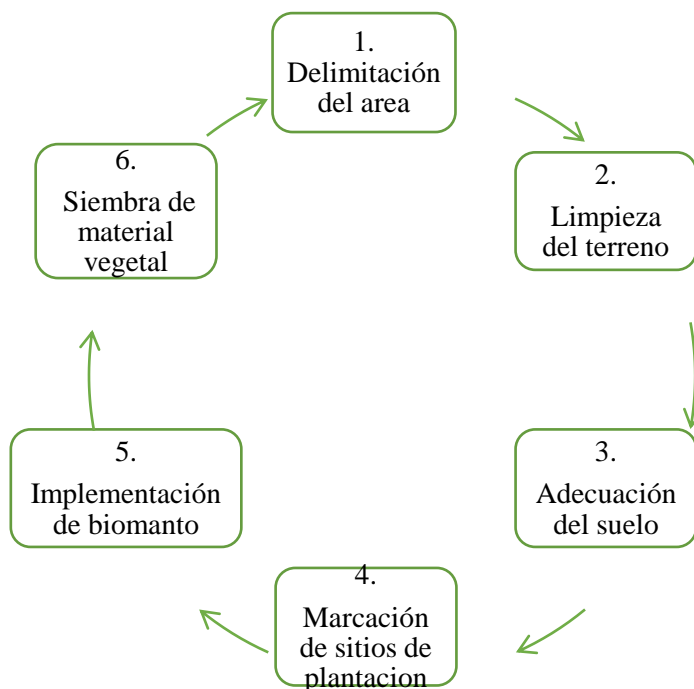 1.
Delimitación
del area
2.
Limpieza
del terreno
3.
Adecuación
del suelo
4.
Marcación
de sitios de
plantacion
5.
Implementación
de biomanto
6.
Siembra de
material
vegetal